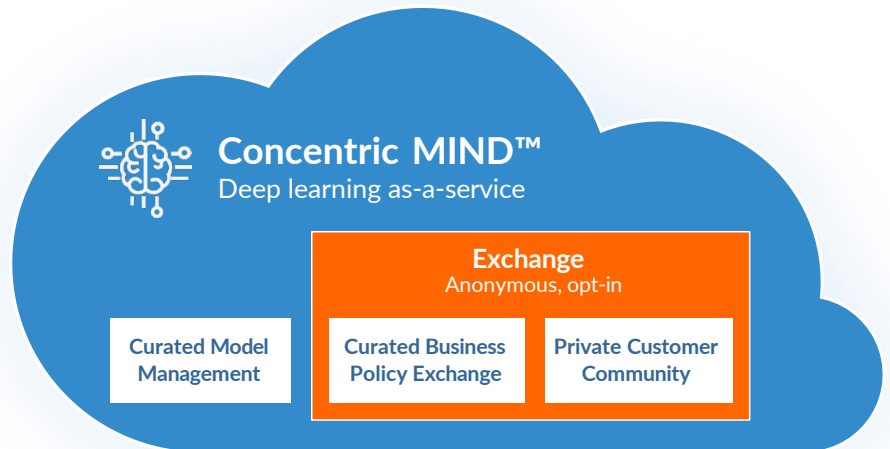 Concentric MIND™
Deep learning as-a-service
Exchange
Anonymous, opt-in
Curated Model
Management
Curated Business
Policy Exchange
Private Customer
Community